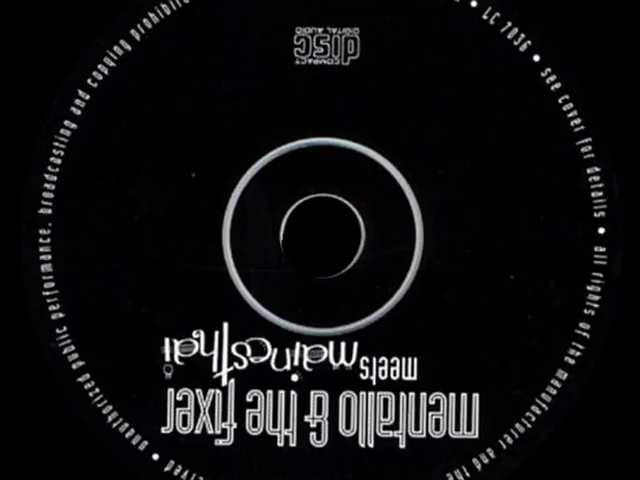 mentallo & the fixer
meets mainesthai
COMPACT
disc
DIGITAL AUDIO
LC 7036 • see cover for details • all rights of the manufacturer and the
unauthorized public performance, broadcasting and copying prohibited